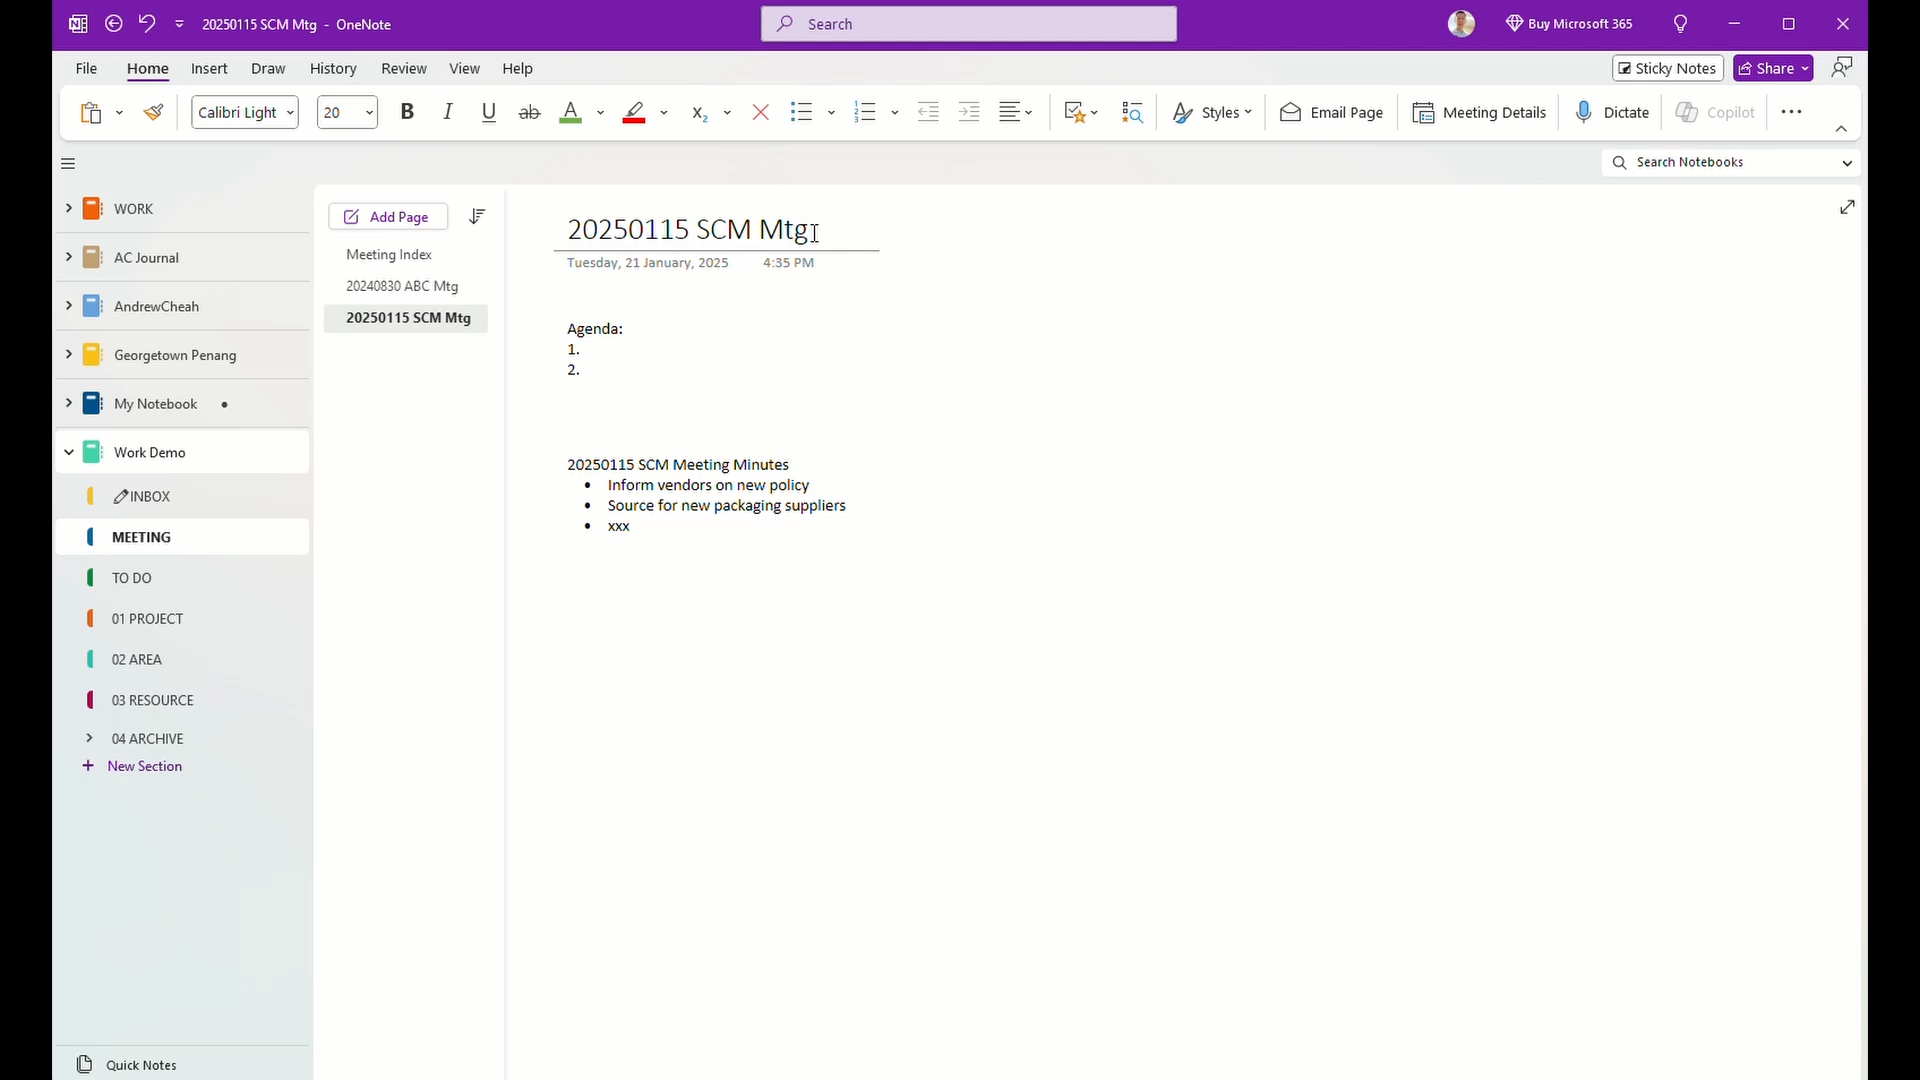 20250115 SCM Mtg - OneNote
Search
Buy Microsoft 365
File Home Insert Draw History Review View Help
Sticky Notes
Share
Calibri Light
20
Styles
Email Page
Meeting Details
Dictate
Copilot
Search Notebooks
WORK
AC Journal
AndrewCheah
Georgetown Penang
My Notebook
Work Demo
INBOX
MEETING
TO DO
01 PROJECT
02 AREA
03 RESOURCE
04 ARCHIVE
+ New Section
Quick Notes
Add Page
Meeting Index
20240830 ABC Mtg
20250115 SCM Mtg
20250115 SCM Mtg
Tuesday, 21 January, 2025 4:35 PM
Agenda:
1.
2.
20250115 SCM Meeting Minutes
• Inform vendors on new policy
• Source for new packaging suppliers
• xxx